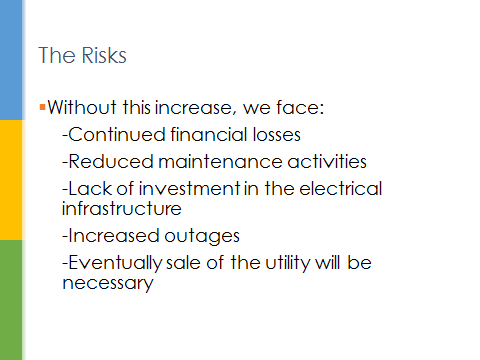 The Risks
▪Without this increase, we face:
-Continued financial losses
-Reduced maintenance activities
-Lack of investment in the electrical
infrastructure
-Increased outages
-Eventually sale of the utility will be
necessary